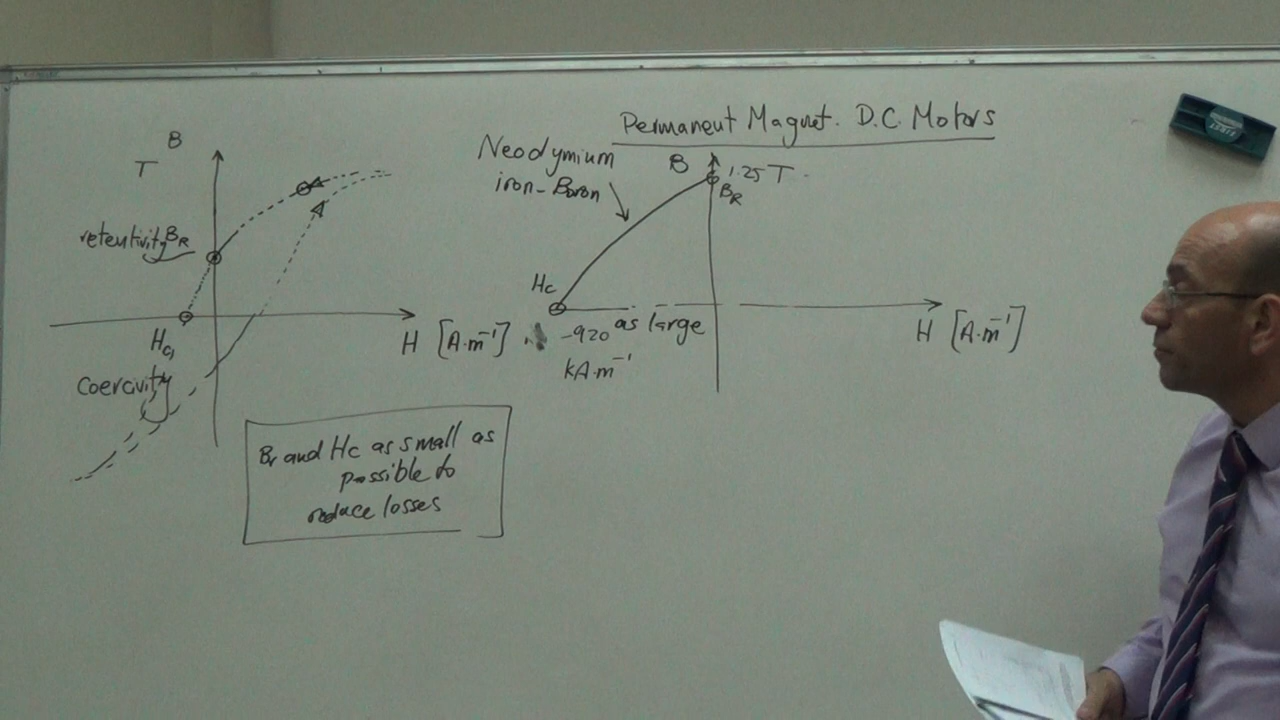 Permanent Magnet. D.C. Motors
B
T
retentivity BR
Hc
Coercivity
H [A.m⁻¹]
Br and Hc as small as
possible to
reduce losses
Neodymium
iron-Boron
B
1.25 T.
BR
Hc
-920
as large
kA.m⁻¹
H [A.m⁻¹]